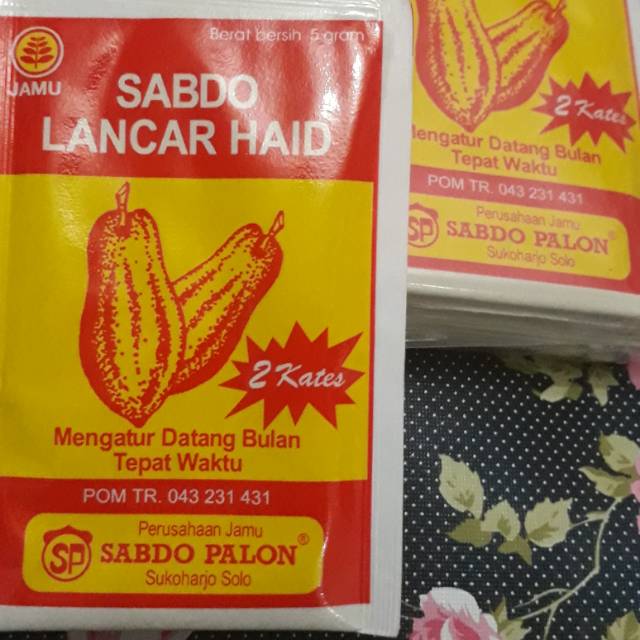 Berat bersih 5 gram
JAMU
SABDO
LANCAR HAID
2 Kates
Mengatur Datang Bulan
Tepat Waktu
POM TR. 043 231 431
Perusahaan Jamu
SP SABDO PALON®
Sukoharjo Solo
2 Kates
Mengatur Datang Bulan
Tepat Waktu
POM TR. 043 231 431
Perusahaan Jamu
SP SABDO PALON®
Sukoharjo Solo